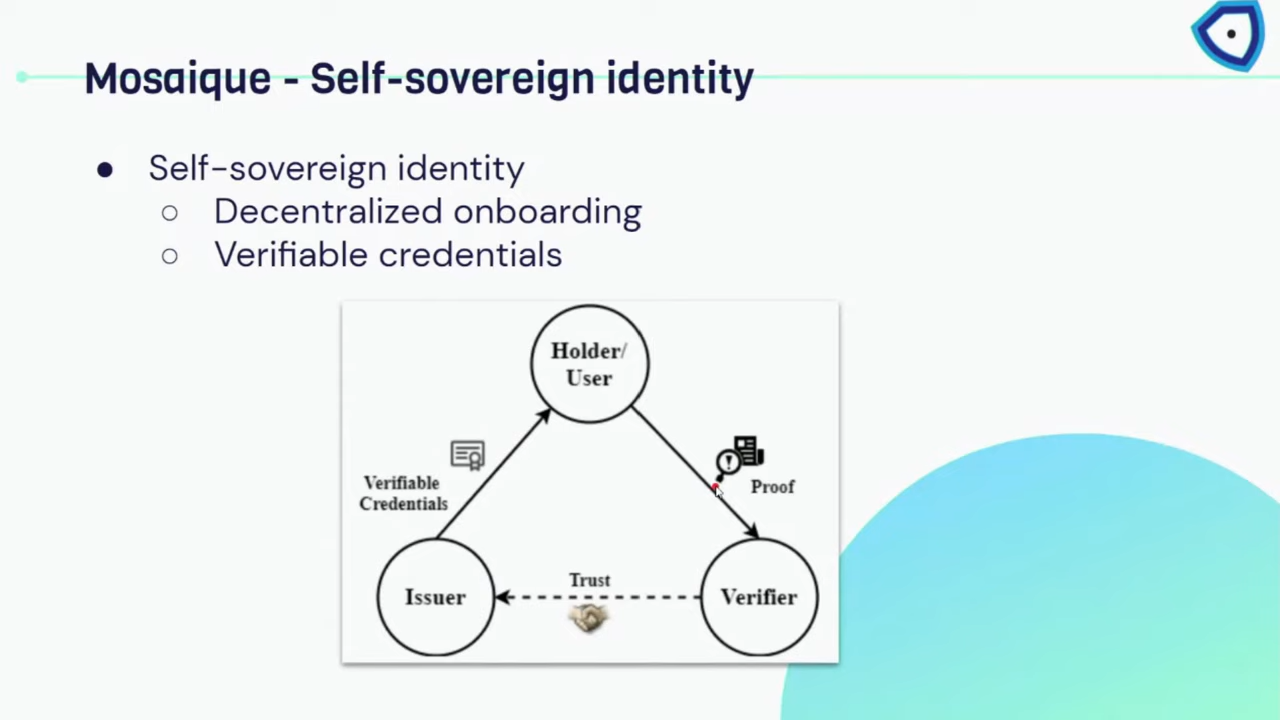 Mosaique - Self-sovereign identity
● Self-sovereign identity
○ Decentralized onboarding
○ Verifiable credentials
Holder/
User
Verifiable
Credentials
Proof
Trust
Issuer
Verifier